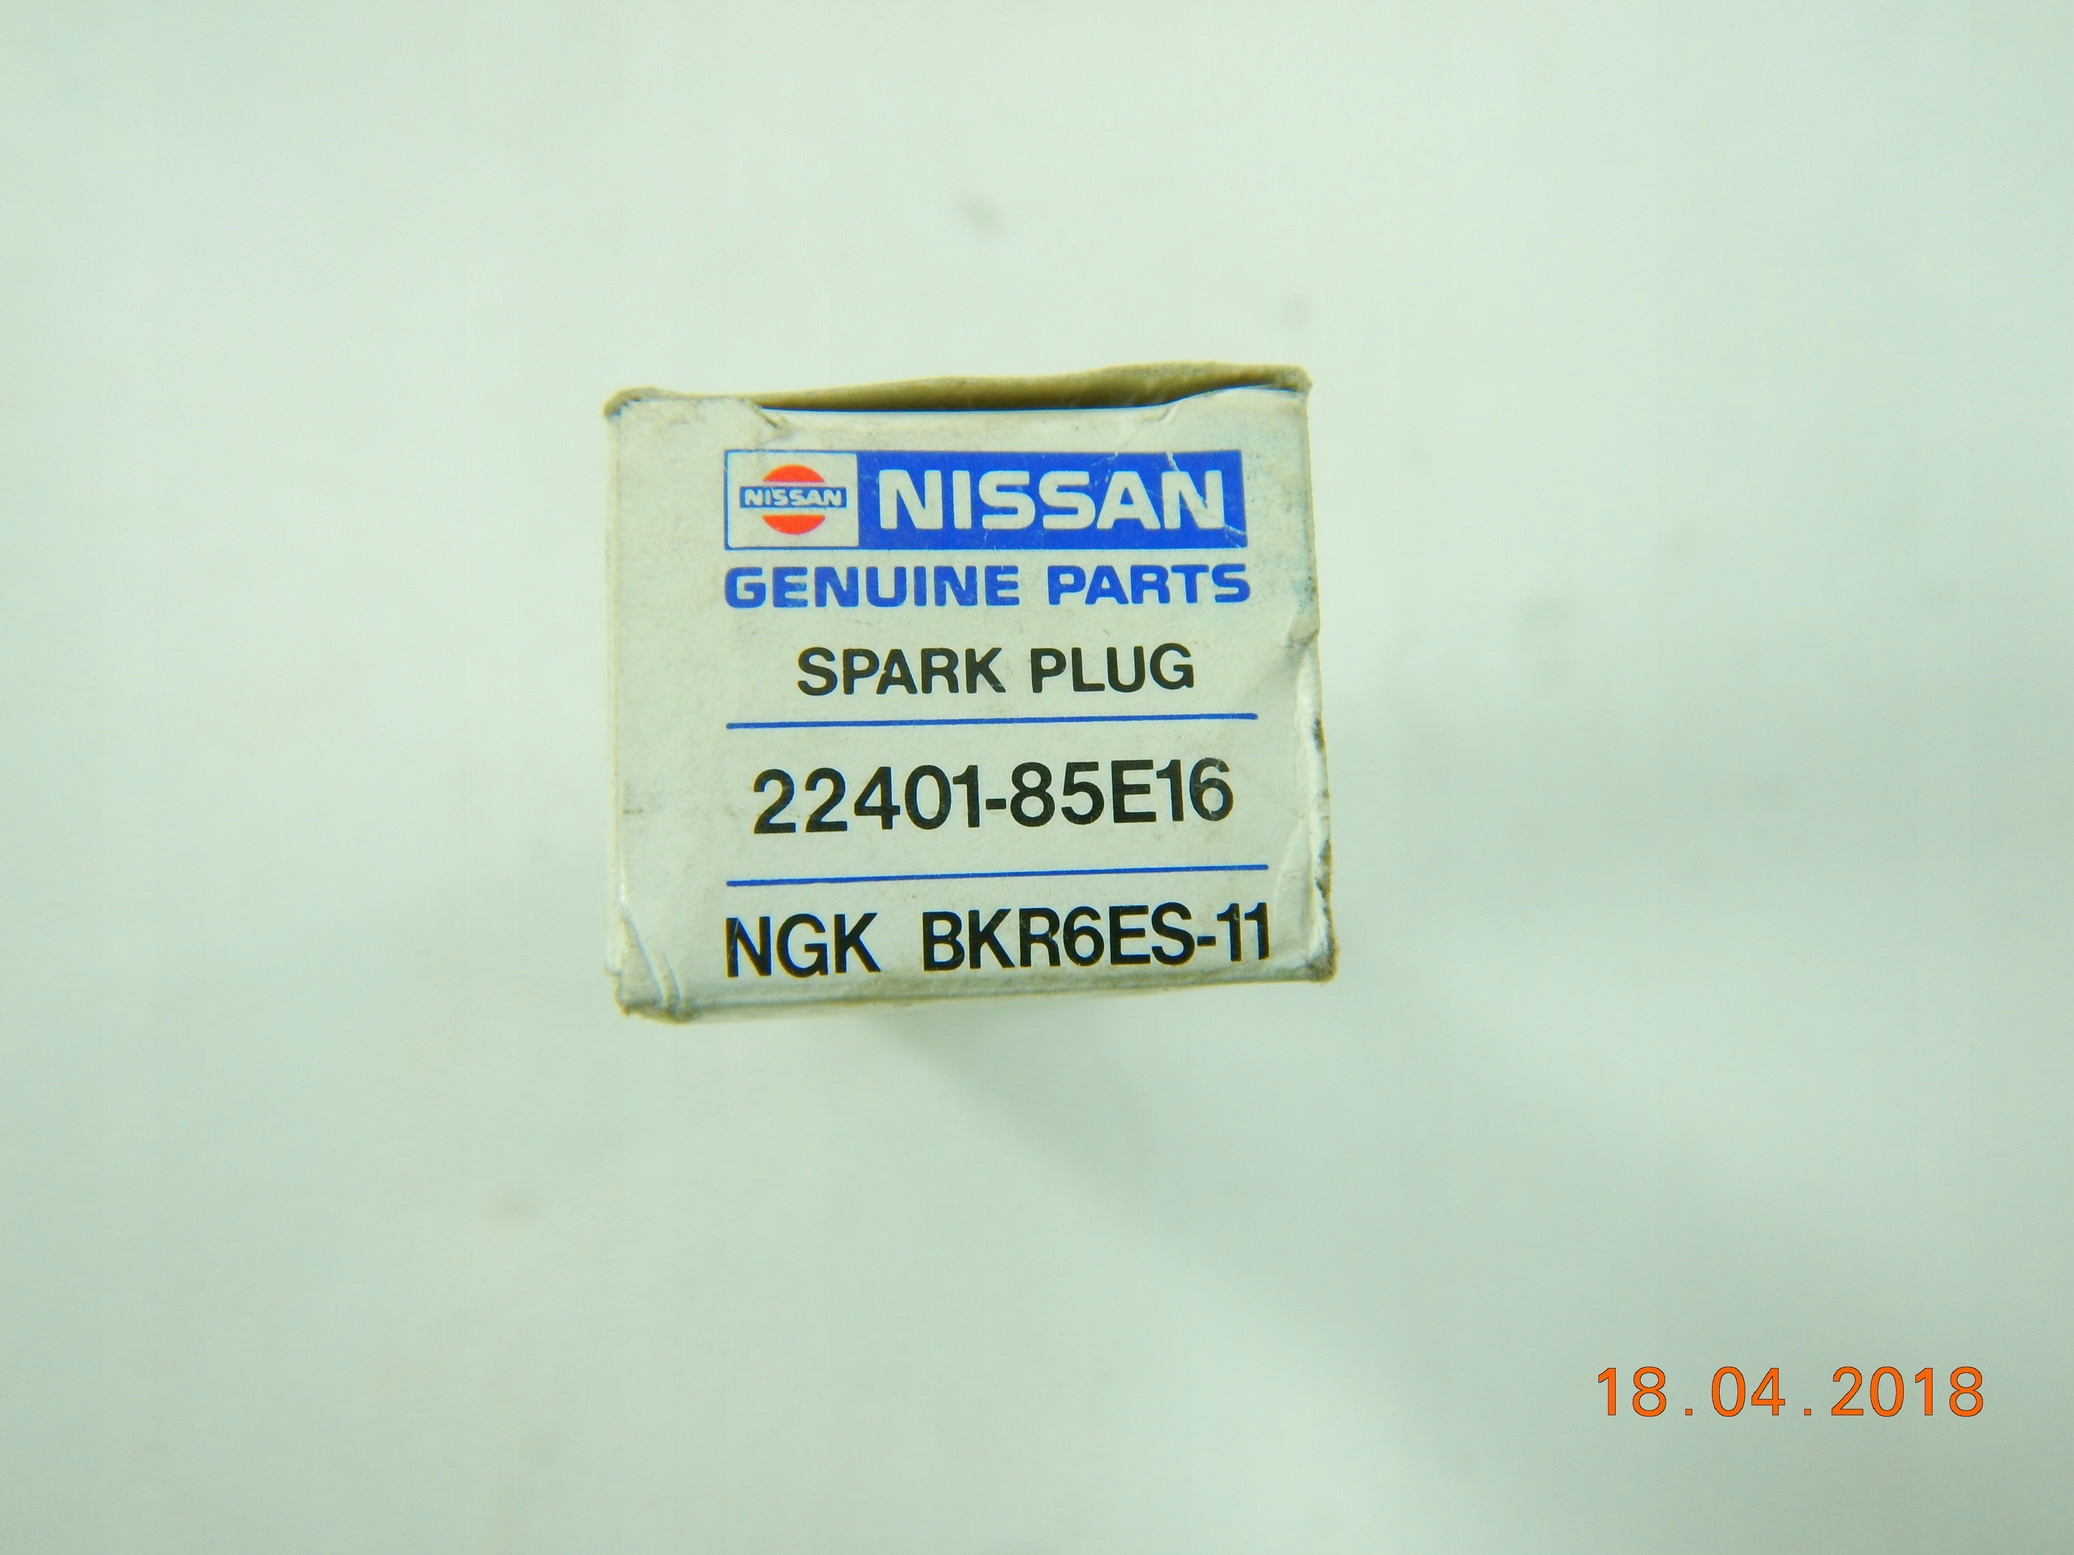 NISSAN NISSAN
GENUINE PARTS
SPARK PLUG
22401-85E16
NGK BKR6ES-11
18.04.2018